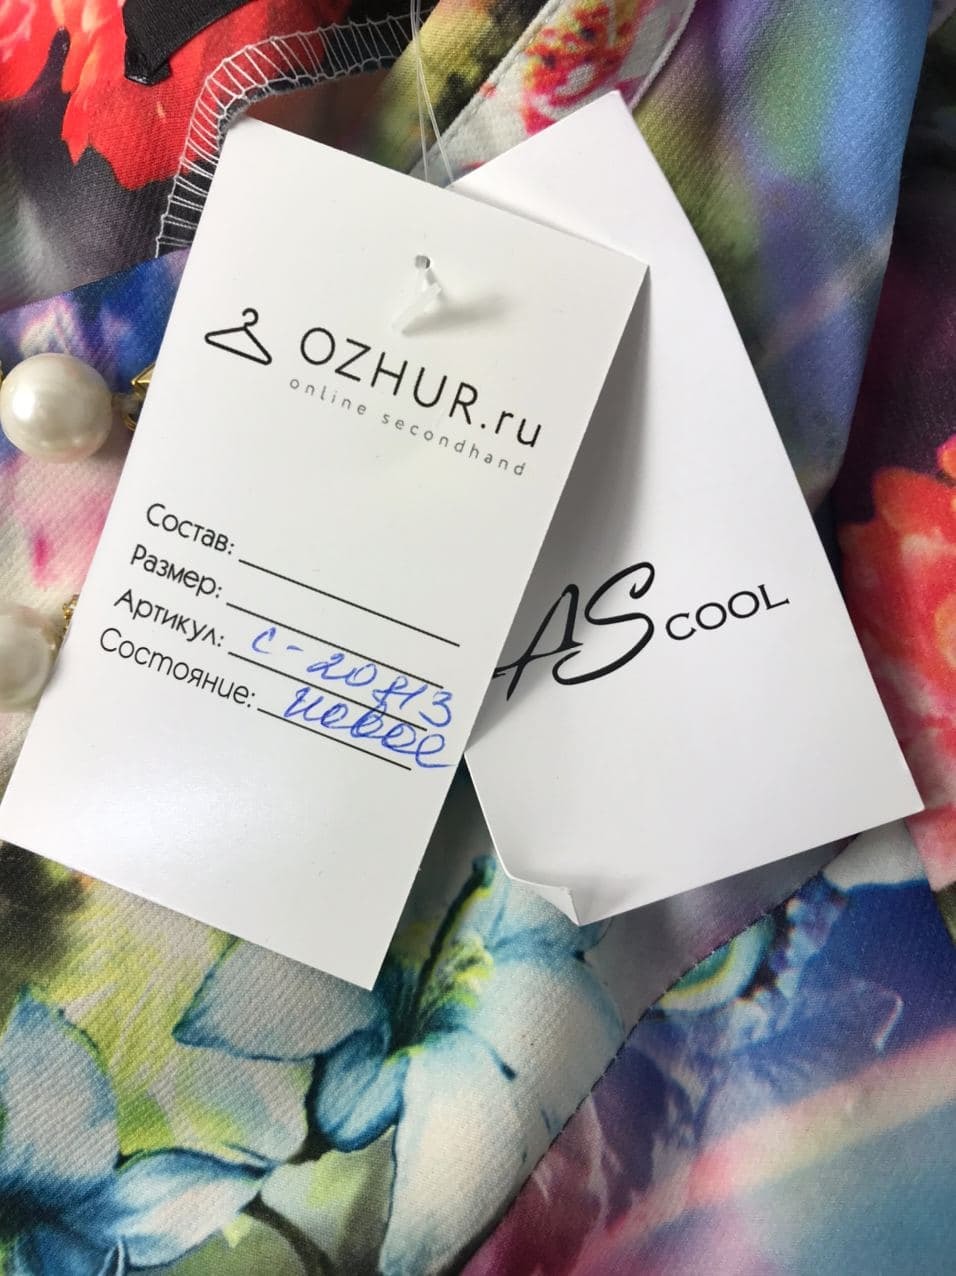 OZHUR.ru
online secondhand
Состав:
Размер:
Артикул: С-20813
Состояние: новое
AS COOL